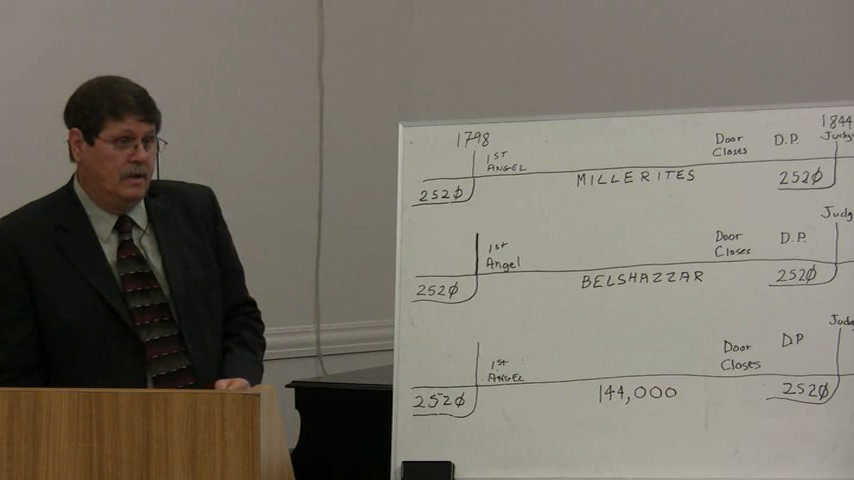 1798
1844
Door
Closes
D.P.
1ST
ANGEL
2520
MILLERITES
2520
Door
Closes
D.P.
1st
Angel
2520
BELSHAZZAR
2520
Door
Closes
DP
1st
ANGEL
2520
144,000
2520